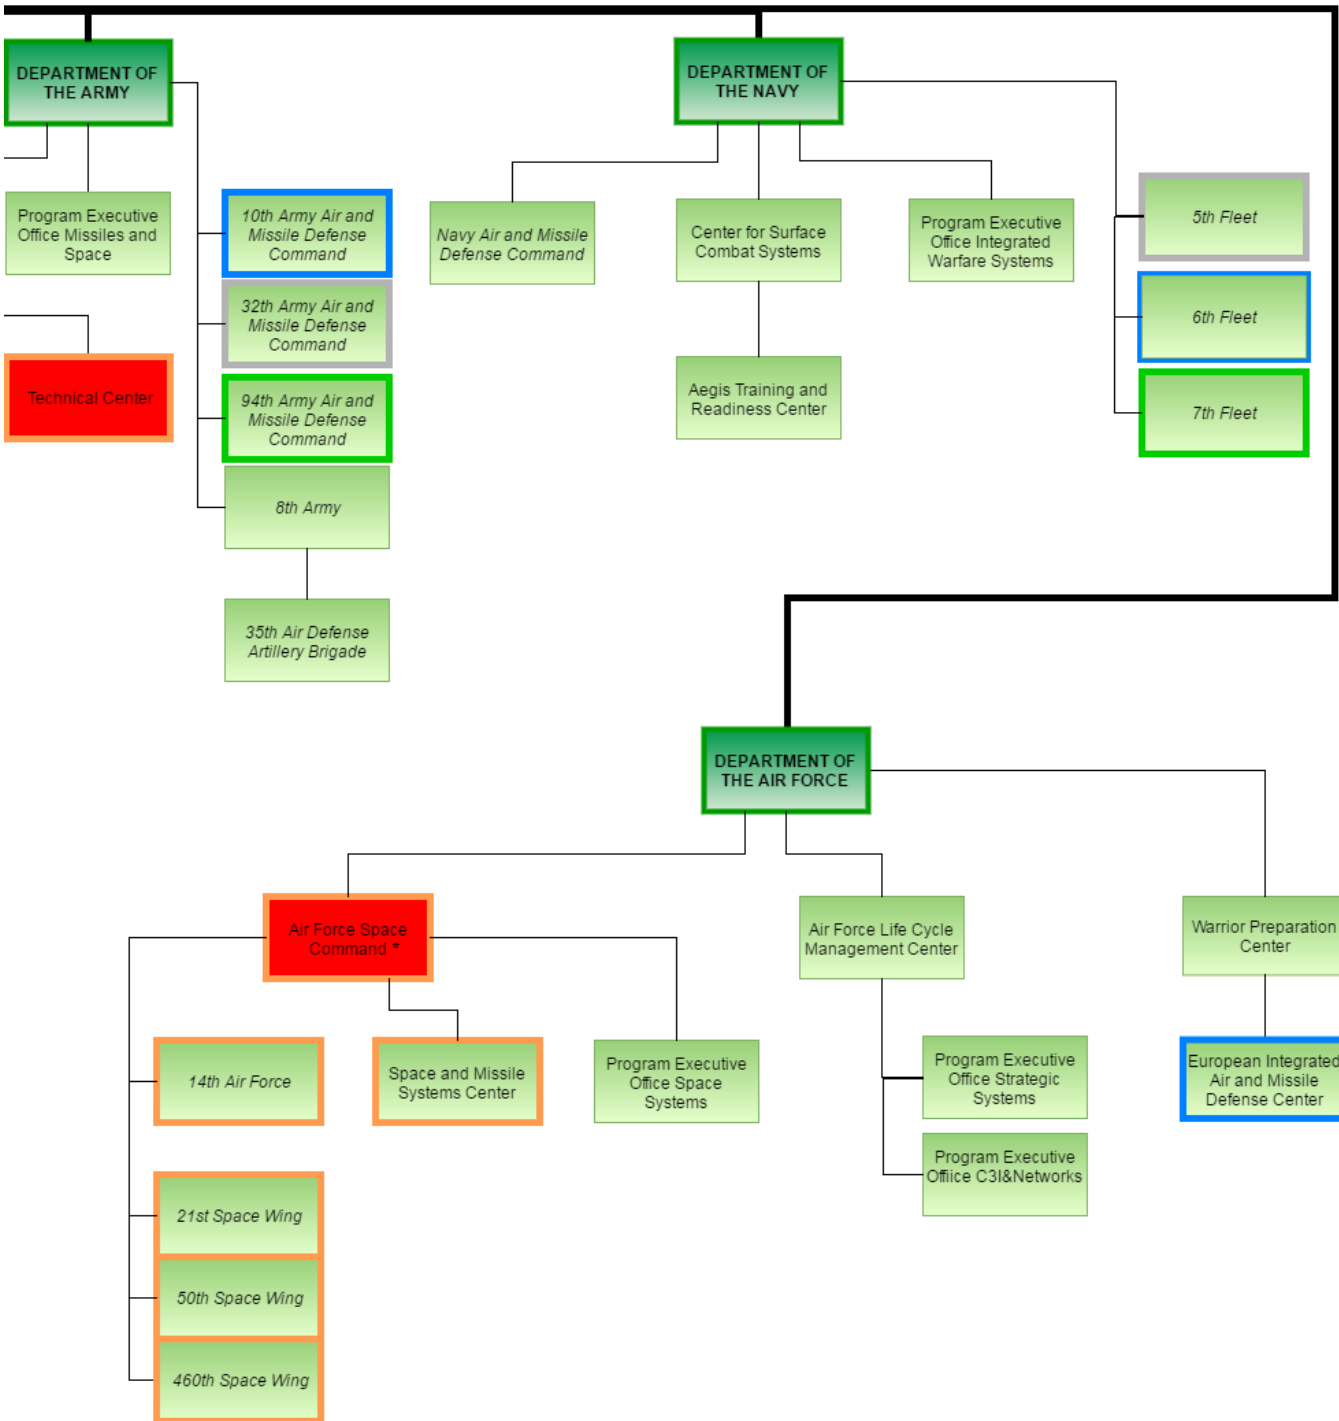 DEPARTMENT OF
THE ARMY
DEPARTMENT OF
THE NAVY
Program Executive
Office Missiles and
Space
10th Army Air and
Missile Defense
Command
32th Army Air and
Missile Defense
Command
94th Army Air and
Missile Defense
Command
8th Army
35th Air Defense
Artillery Brigade
Technical Center
Navy Air and Missile
Defense Command
Center for Surface
Combat Systems
Aegis Training and
Readiness Center
Program Executive
Office Integrated
Warfare Systems
5th Fleet
6th Fleet
7th Fleet
DEPARTMENT OF
THE AIR FORCE
Air Force Space
Command *
14th Air Force
21st Space Wing
50th Space Wing
460th Space Wing
Space and Missile
Systems Center
Program Executive
Office Space
Systems
Air Force Life Cycle
Management Center
Program Executive
Office Strategic
Systems
Program Executive
Offiice C3I&Networks
Warrior Preparation
Center
European Integrated
Air and Missile
Defense Center